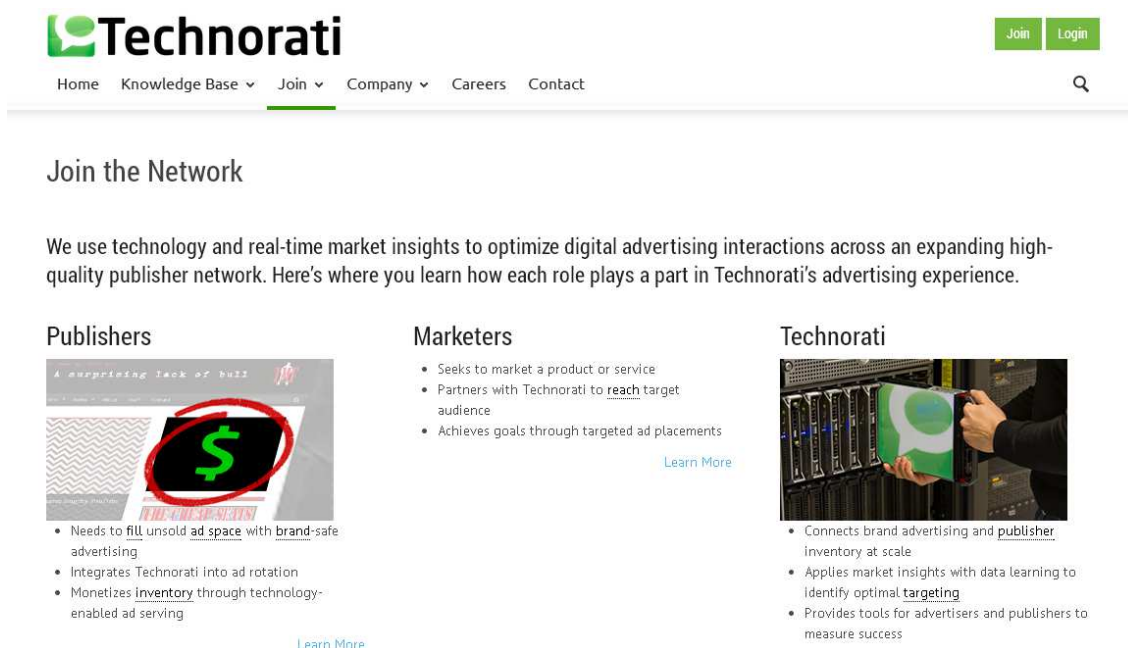 Technorati
Join Login
Home Knowledge Base Join Company Careers Contact
Join the Network
We use technology and real-time market insights to optimize digital advertising interactions across an expanding high-
quality publisher network. Here's where you learn how each role plays a part in Technorati's advertising experience.
Publishers
A surprising lack of bull
$
THE CHEAP SEATS
Needs to fill unsold ad space with brand-safe
advertising
Integrates Technorati into ad rotation
Monetizes inventory through technology-
enabled ad serving
Learn More
Marketers
Seeks to market a product or service
Partners with Technorati to reach target
audience
Achieves goals through targeted ad placements
Learn More
Technorati
Connects brand advertising and publisher
inventory at scale
Applies market insights with data learning to
identify optimal targeting
Provides tools for advertisers and publishers to
measure success